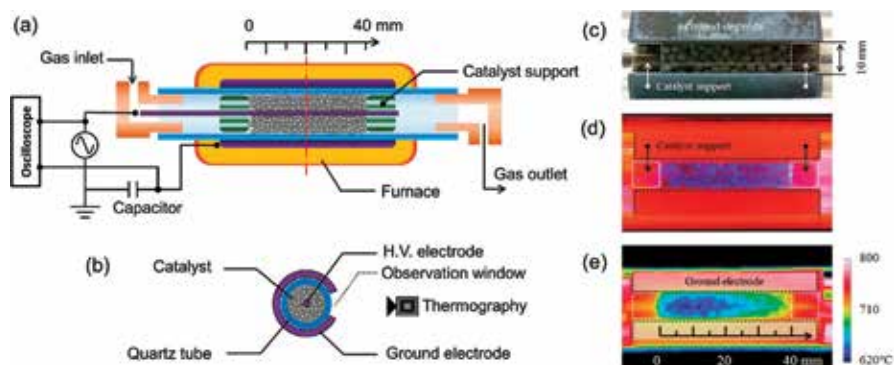 (a)
0 40 mm
Gas inlet
Catalyst support
Oscilloscope
Gas outlet
Furnace
Capacitor
(b)
H.V. electrode
Catalyst
Observation window
Thermography
Quartz tube
Ground electrode
(c)
electrode
10 mm
Catalyst support
(d)
Catalyst support
(e)
Ground electrode
800
710
620°C
0 20 40 mm